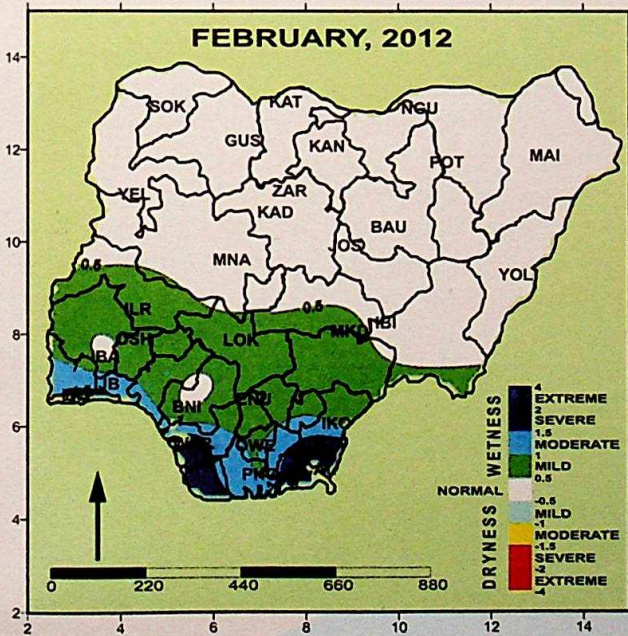 FEBRUARY, 2012
14
12
10
8
6
4
2
SOK
KAT
NGU
GUS
KAN
POT
MAI
YEL
ZAR
KAD
BAU
JOS
MNA
YOL
0.5
0.5
ILR
IBI
OSH
LOK
MKD
IBA
IJB
BNI
ENU
IKO
OWE
WETNESS
4
EXTREME
2
SEVERE
1.5
MODERATE
1
MILD
0.5
NORMAL
-0.5
MILD
-1
MODERATE
-1.5
SEVERE
-2
EXTREME
-4
DRYNESS
0 220 440 660 880
2 4 6 8 10 12 14